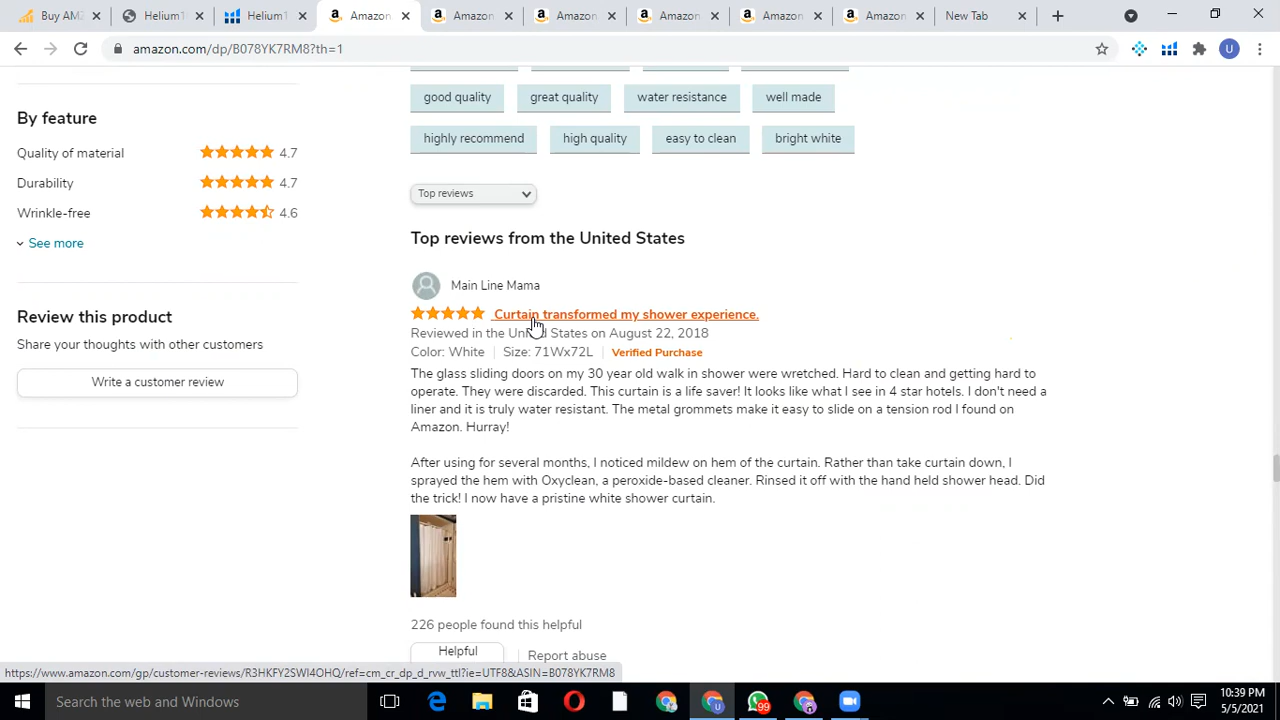 Buy AMZ
Helium1
Helium1
Amazon
Amazon
Amazon
Amazon
Amazon
Amazon
New Tab
amazon.com/dp/B078YK7RM8?th=1
U
good quality
great quality
water resistance
well made
highly recommend
high quality
easy to clean
bright white
By feature
Quality of material 4.7
Durability 4.7
Wrinkle-free 4.6
See more
Review this product
Share your thoughts with other customers
Write a customer review
Top reviews
Top reviews from the United States
Main Line Mama
Curtain transformed my shower experience.
Reviewed in the United States on August 22, 2018
Color: White | Size: 71Wx72L | Verified Purchase
The glass sliding doors on my 30 year old walk in shower were wretched. Hard to clean and getting hard to
operate. They were discarded. This curtain is a life saver! It looks like what I see in 4 star hotels. I don't need a
liner and it is truly water resistant. The metal grommets make it easy to slide on a tension rod I found on
Amazon. Hurray!
After using for several months, I noticed mildew on hem of the curtain. Rather than take curtain down, I
sprayed the hem with Oxyclean, a peroxide-based cleaner. Rinsed it off with the hand held shower head. Did
the trick! I now have a pristine white shower curtain.
226 people found this helpful
Helpful
Report abuse
https://www.amazon.com/gp/customer-reviews/R3HKFY2SWI4OHQ/ref=cm_cr_dp_d_rvw_ttl?ie=UTF8&ASIN=B078YK7RM8
Search the web and Windows
99
10:39 PM
5/5/2021